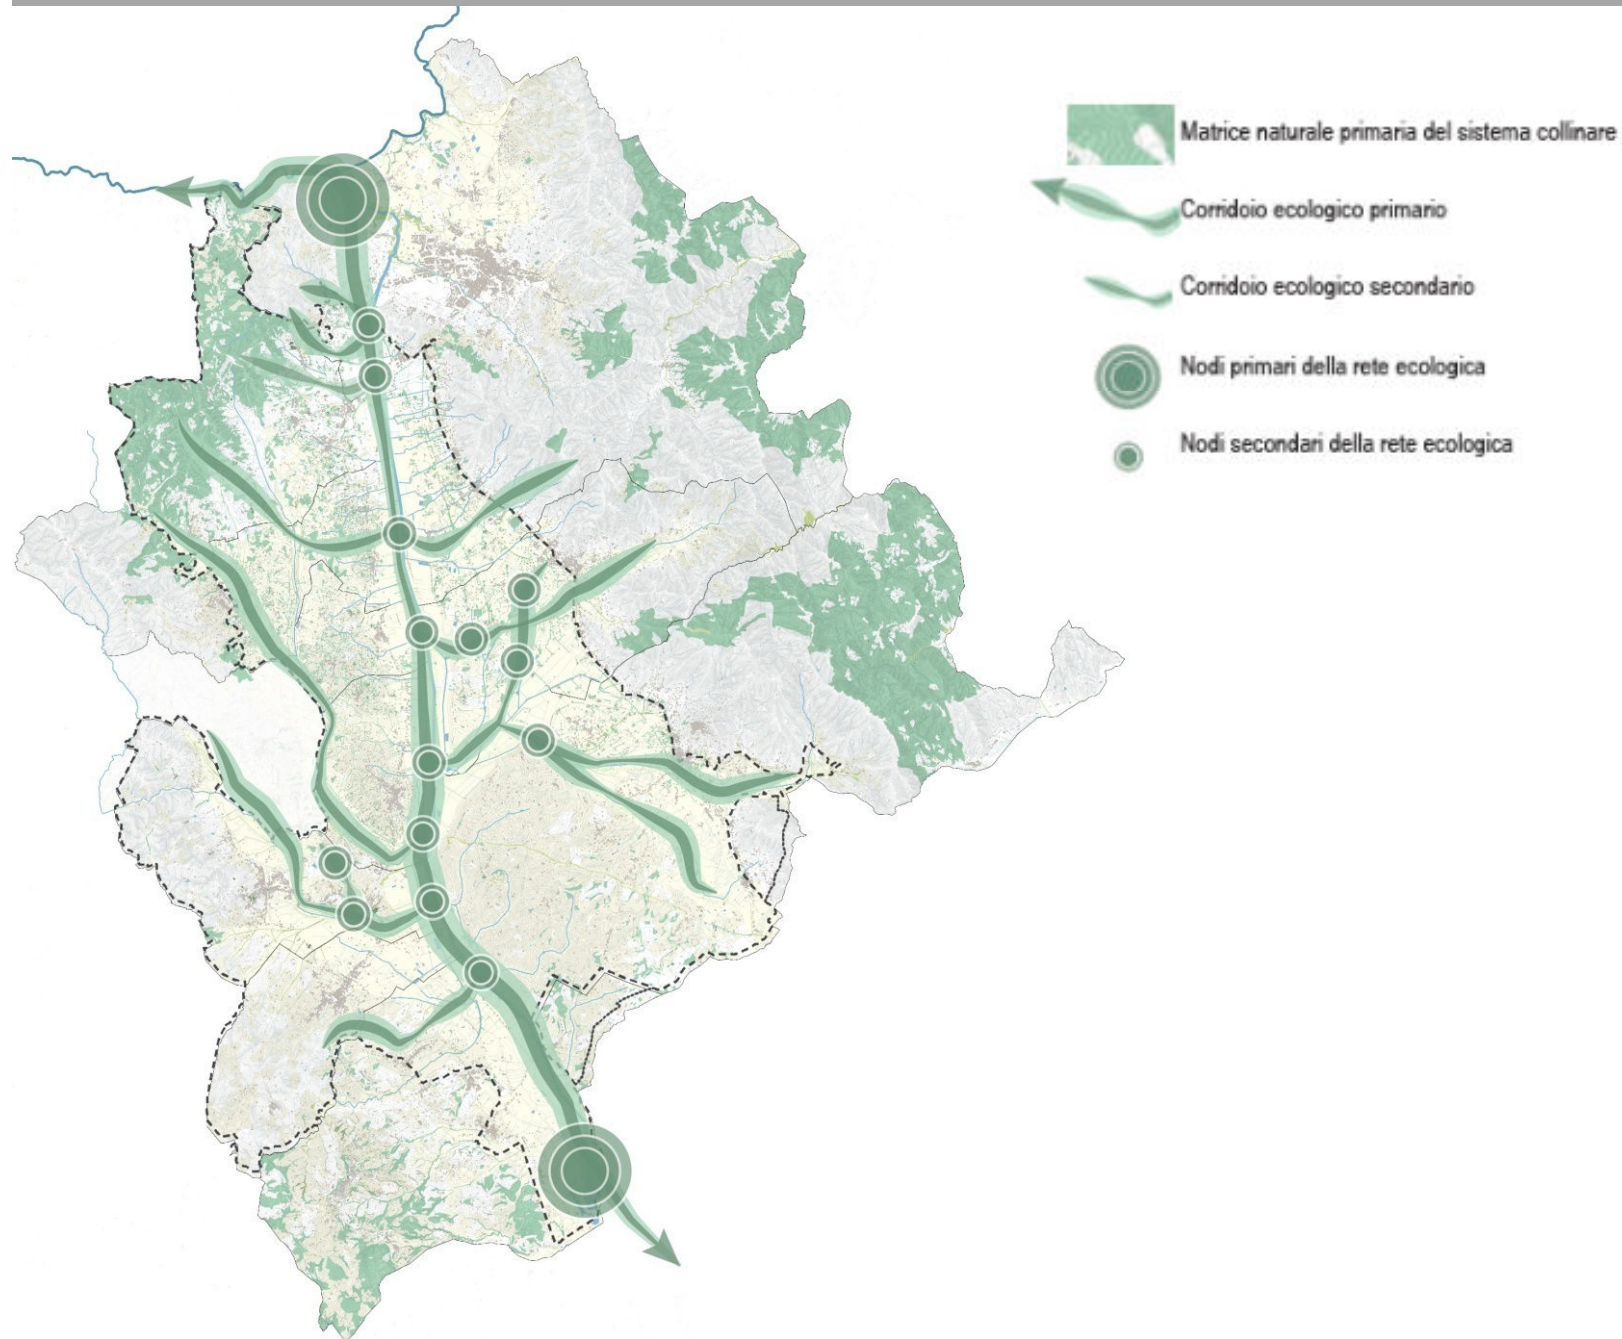 Matrice naturale primaria del sistema collinare
Corridoio ecologico primario
Corridoio ecologico secondario
Nodi primari della rete ecologica
Nodi secondari della rete ecologica